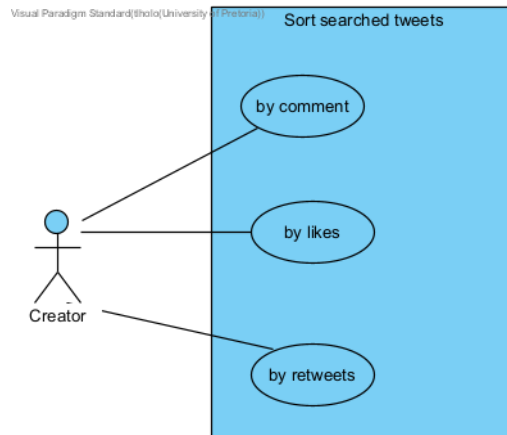 Visual Paradigm Standard(tlholo(University of Pretoria))
Sort searched tweets
by comment
by likes
Creator
by retweets